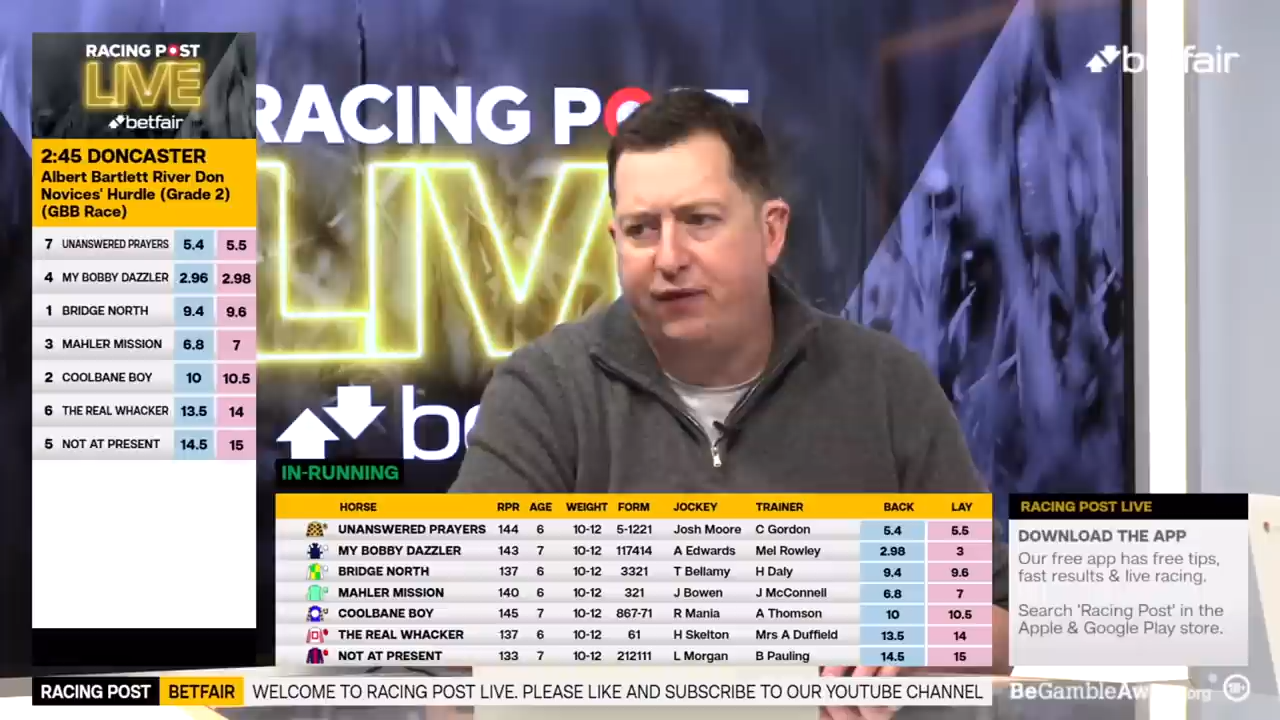 RACING POST
LIVE
betfair
2:45 DONCASTER
Albert Bartlett River Don
Novices' Hurdle (Grade 2)
(GBB Race)
7 UNANSWERED PRAYERS 5.4 5.5
4 MY BOBBY DAZZLER 2.96 2.98
1 BRIDGE NORTH 9.4 9.6
3 MAHLER MISSION 6.8 7
2 COOLBANE BOY 10 10.5
6 THE REAL WHACKER 13.5 14
5 NOT AT PRESENT 14.5 15
betfair
RACING POST
LIV
be
IN-RUNNING
HORSE RPR AGE WEIGHT FORM JOCKEY TRAINER BACK LAY
UNANSWERED PRAYERS 144 6 10-12 5-1221 Josh Moore C Gordon 5.4 5.5
MY BOBBY DAZZLER 143 7 10-12 117414 A Edwards Mel Rowley 2.98 3
BRIDGE NORTH 137 6 10-12 3321 T Bellamy H Daly 9.4 9.6
MAHLER MISSION 140 6 10-12 321 J Bowen J McConnell 6.8 7
COOLBANE BOY 145 7 10-12 867-71 R Mania A Thomson 10 10.5
THE REAL WHACKER 137 6 10-12 61 H Skelton Mrs A Duffield 13.5 14
NOT AT PRESENT 133 7 10-12 212111 L Morgan B Pauling 14.5 15
RACING POST LIVE
DOWNLOAD THE APP
Our free app has free tips,
fast results & live racing.
Search 'Racing Post' in the
Apple & Google Play store.
RACING POST BETFAIR WELCOME TO RACING POST LIVE. PLEASE LIKE AND SUBSCRIBE TO OUR YOUTUBE CHANNEL
BeGambleAware.org 18+